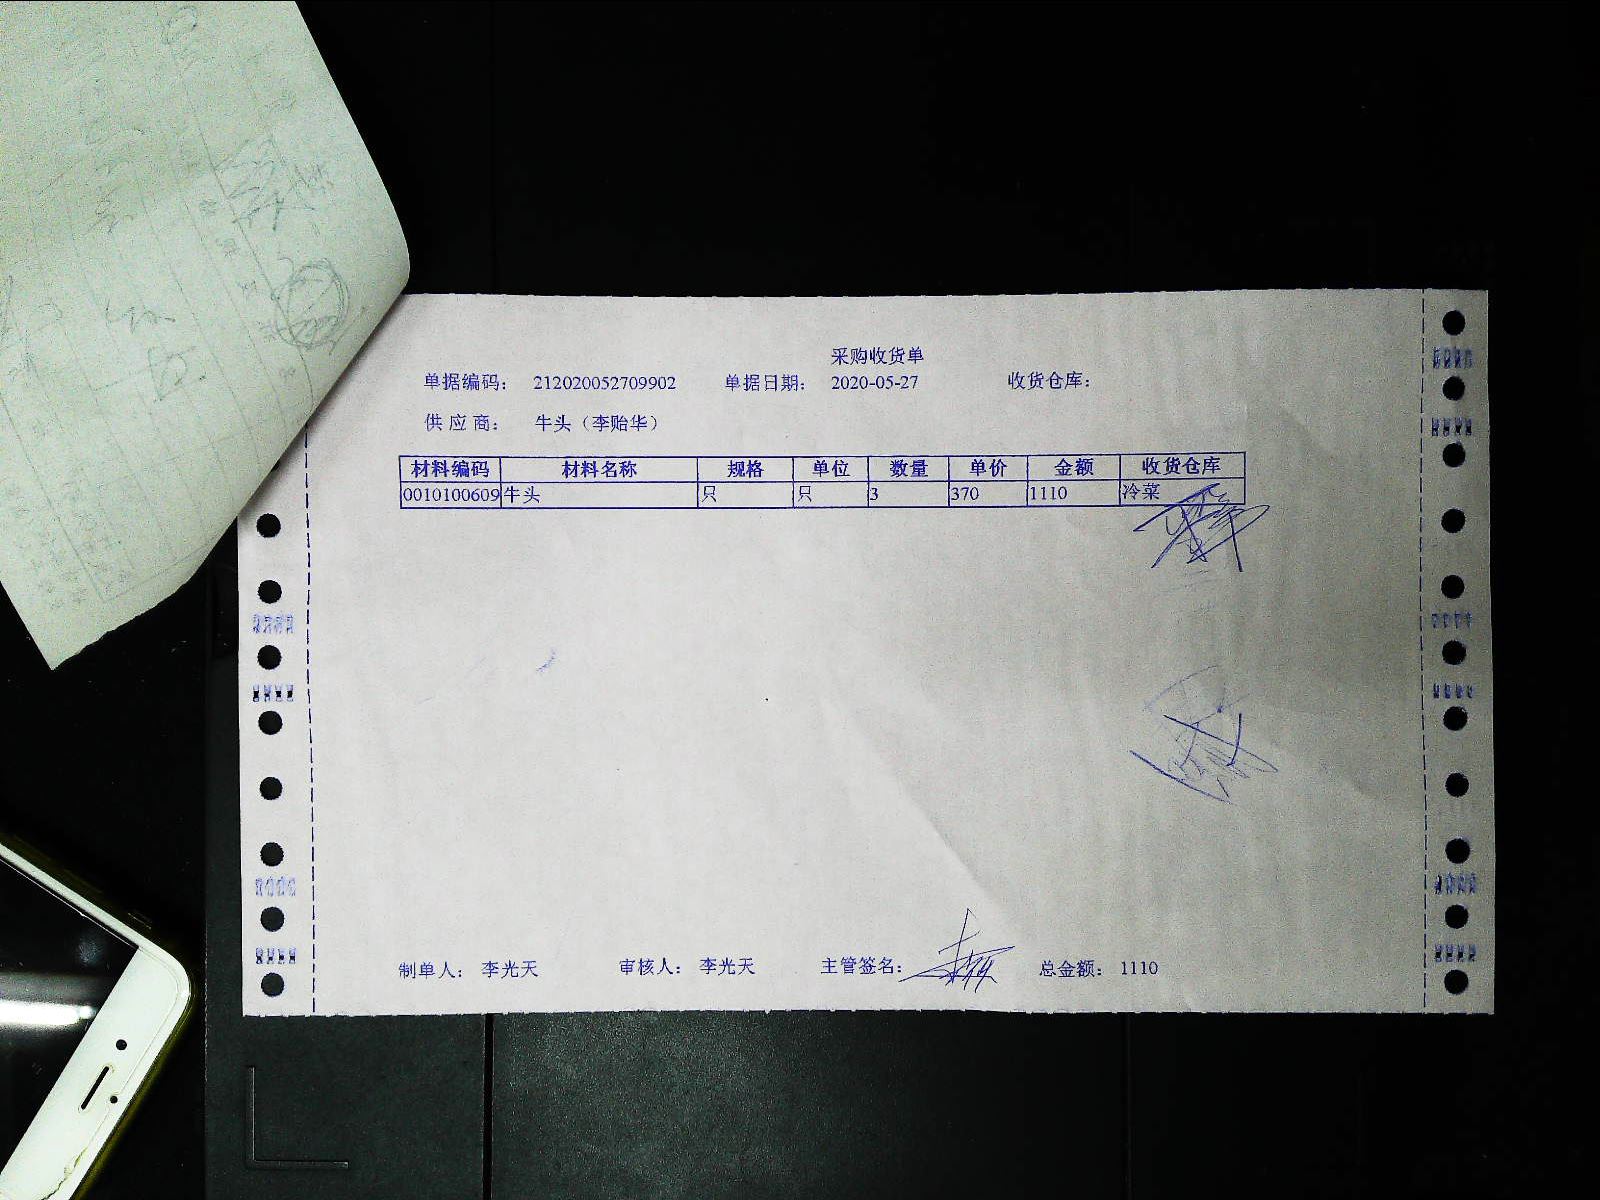 采购收货单
单据编码： 212020052709902 单据日期： 2020-05-27 收货仓库：
供 应 商： 牛头（李贻华）
材料编码 材料名称 规格 单位 数量 单价 金额 收货仓库
0010100609 牛头 只 只 3 370 1110 冷菜
制单人： 李光天 审核人： 李光天 主管签名： 总金额： 1110